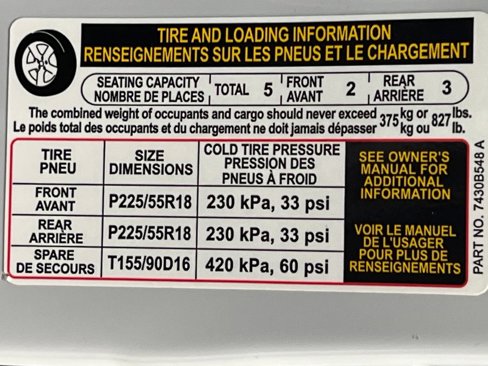 TIRE AND LOADING INFORMATION
RENSEIGNEMENTS SUR LES PNEUS ET LE CHARGEMENT
SEATING CAPACITY
NOMBRE DE PLACES
TOTAL 5
FRONT
AVANT 2
REAR
ARRIÈRE 3
The combined weight of occupants and cargo should never exceed 375 kg or 827 lbs.
Le poids total des occupants et du chargement ne doit jamais dépasser 375 kg ou 827 lb.
TIRE
PNEU
SIZE
DIMENSIONS
COLD TIRE PRESSURE
PRESSION DES
PNEUS À FROID
SEE OWNER'S
MANUAL FOR
ADDITIONAL
INFORMATION
FRONT
AVANT
P225/55R18
230 kPa, 33 psi
REAR
ARRIÈRE
P225/55R18
230 kPa, 33 psi
VOIR LE MANUEL
DE L'USAGER
POUR PLUS DE
RENSEIGNEMENTS
SPARE
DE SECOURS
T155/90D16
420 kPa, 60 psi
PART NO. 7430B548 A